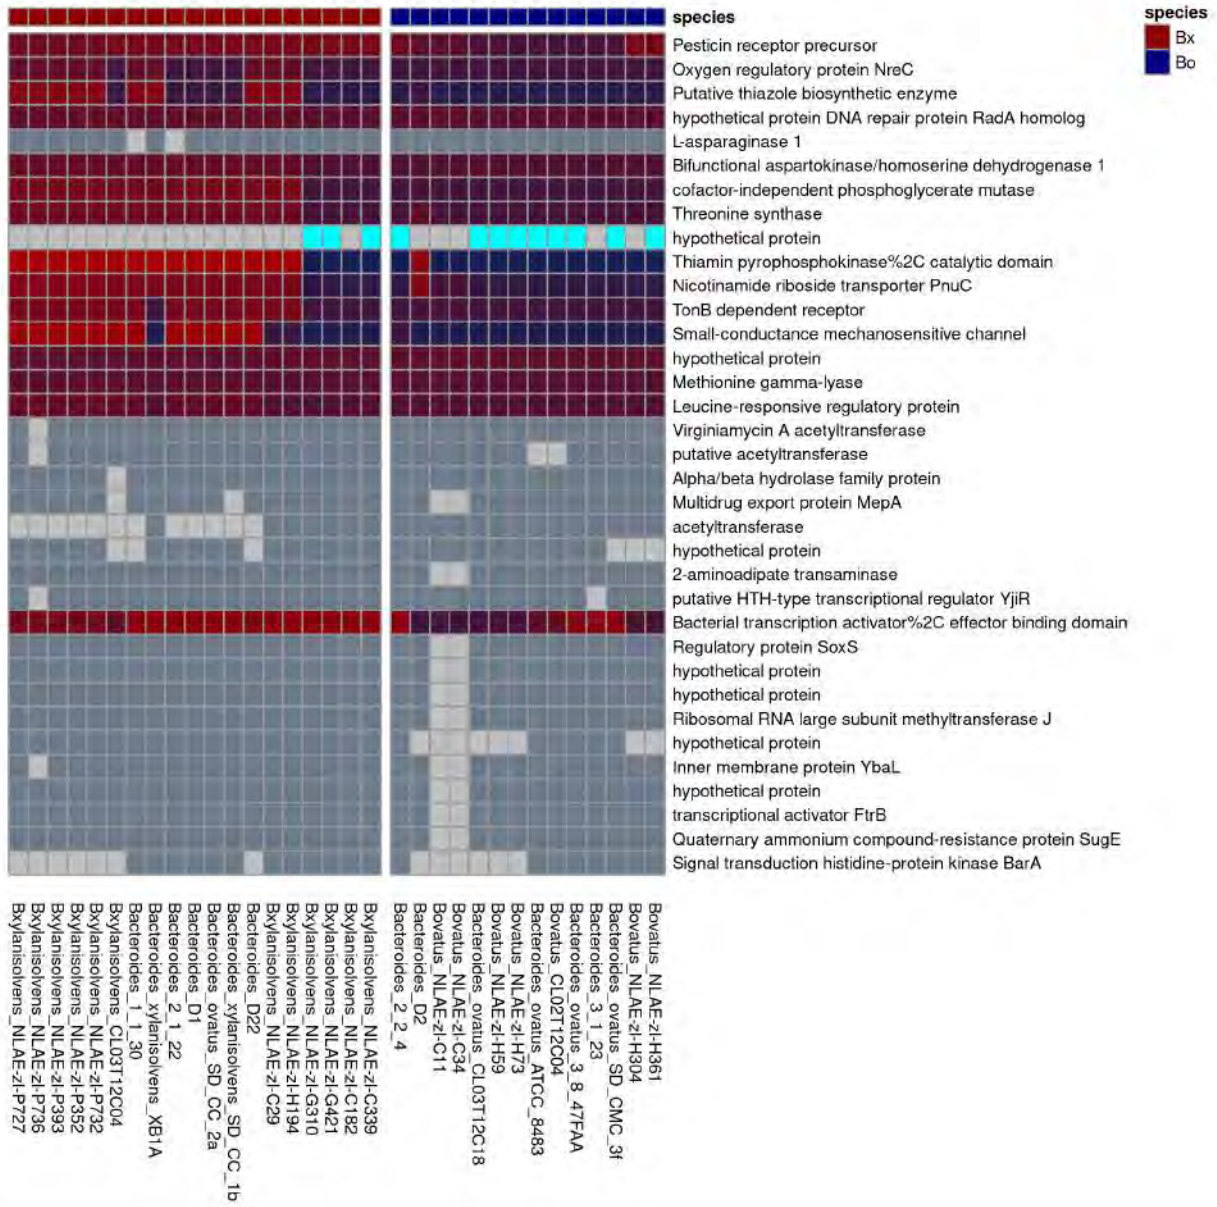 species
species
Bx
Bo
Pesticin receptor precursor
Oxygen regulatory protein NreC
Putative thiazole biosynthetic enzyme
hypothetical protein DNA repair protein RadA homolog
L-asparaginase 1
Bifunctional aspartokinase/homoserine dehydrogenase 1
cofactor-independent phosphoglycerate mutase
Threonine synthase
hypothetical protein
Thiamin pyrophosphokinase%2C catalytic domain
Nicotinamide riboside transporter PnuC
TonB dependent receptor
Small-conductance mechanosensitive channel
hypothetical protein
Methionine gamma-lyase
Leucine-responsive regulatory protein
Virginiamycin A acetyltransferase
putative acetyltransferase
Alpha/beta hydrolase family protein
Multidrug export protein MepA
acetyltransferase
hypothetical protein
2-aminoadipate transaminase
putative HTH-type transcriptional regulator YjiR
Bacterial transcription activator%2C effector binding domain
Regulatory protein SoxS
hypothetical protein
hypothetical protein
Ribosomal RNA large subunit methyltransferase J
hypothetical protein
Inner membrane protein YbaL
hypothetical protein
transcriptional activator FtrB
Quaternary ammonium compound-resistance protein SugE
Signal transduction histidine-protein kinase BarA
Bxylanisolvens_NLAE-zl-P727
Bxylanisolvens_NLAE-zl-P736
Bxylanisolvens_NLAE-zl-P393
Bxylanisolvens_NLAE-zl-P352
Bxylanisolvens_NLAE-zl-P732
Bxylanisolvens_CL03T12C04
Bacteroides_1_1_30
Bacteroides_xylanisolvens_XB1A
Bacteroides_2_1_22
Bacteroides_D1
Bacteroides_ovatus_SD_CC_2a
Bacteroides_xylanisolvens_SD_CC_1b
Bacteroides_D22
Bxylanisolvens_NLAE-zl-C29
Bxylanisolvens_NLAE-zl-H194
Bxylanisolvens_NLAE-zl-G310
Bxylanisolvens_NLAE-zl-G421
Bxylanisolvens_NLAE-zl-C182
Bxylanisolvens_NLAE-zl-C339
Bacteroides_2_2_4
Bacteroides_D2
Bovatus_NLAE-zl-C11
Bovatus_NLAE-zl-C34
Bacteroides_ovatus_CL03T12C18
Bovatus_NLAE-zl-H59
Bovatus_NLAE-zl-H73
Bacteroides_ovatus_ATCC_8483
Bovatus_CL02T12C04
Bacteroides_ovatus_3_8_47FAA
Bacteroides_3_1_23
Bacteroides_ovatus_SD_CMC_3f
Bovatus_NLAE-zl-H304
Bovatus_NLAE-zl-H361